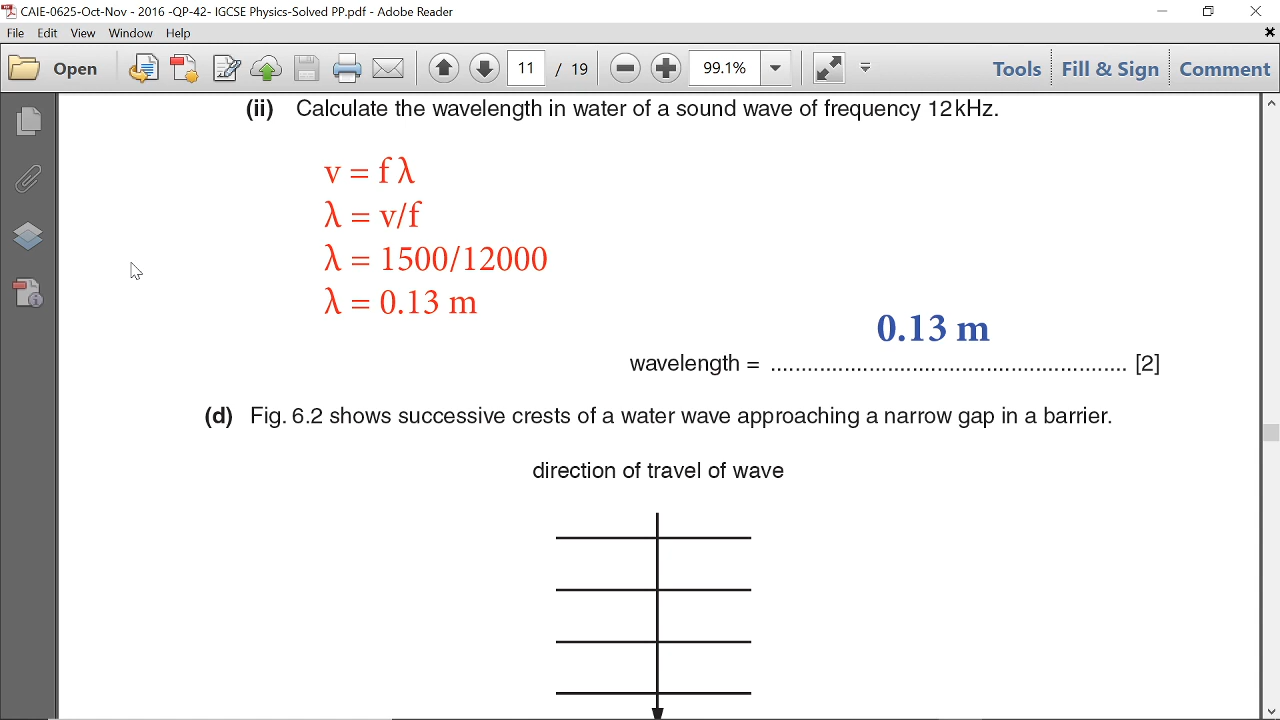 CAIE-0625-Oct-Nov - 2016 -QP-42- IGCSE Physics-Solved PP.pdf - Adobe Reader
File Edit View Window Help
Open 11 / 19 99.1% Tools Fill & Sign Comment
(ii) Calculate the wavelength in water of a sound wave of frequency 12 kHz.
v = f λ
λ = v/f
λ = 1500/12000
λ = 0.13 m
0.13 m
wavelength = .......................................................... [2]
(d) Fig. 6.2 shows successive crests of a water wave approaching a narrow gap in a barrier.
direction of travel of wave